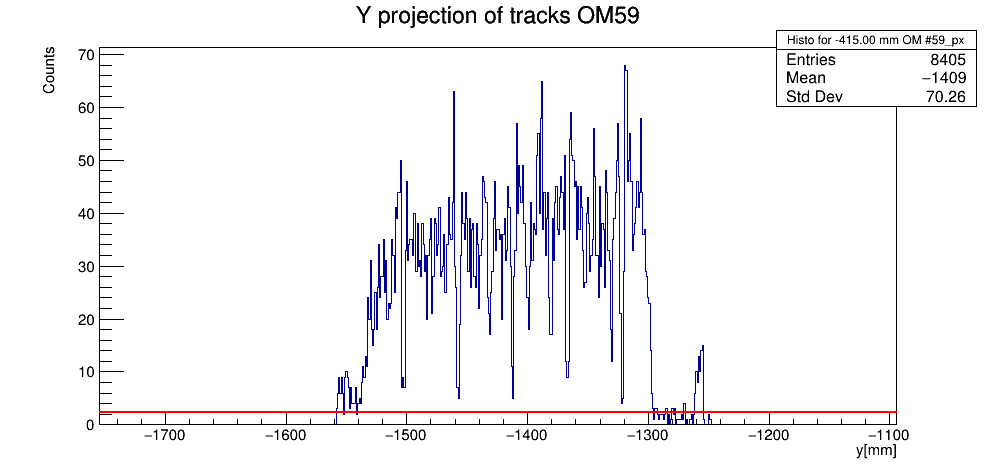 Y projection of tracks OM59
Histo for -415.00 mm OM #59_px
Entries 8405
Mean −1409
Std Dev 70.26
Counts
70
60
50
40
30
20
10
0
−1700 −1600 −1500 −1400 −1300 −1200 −1100
y[mm]